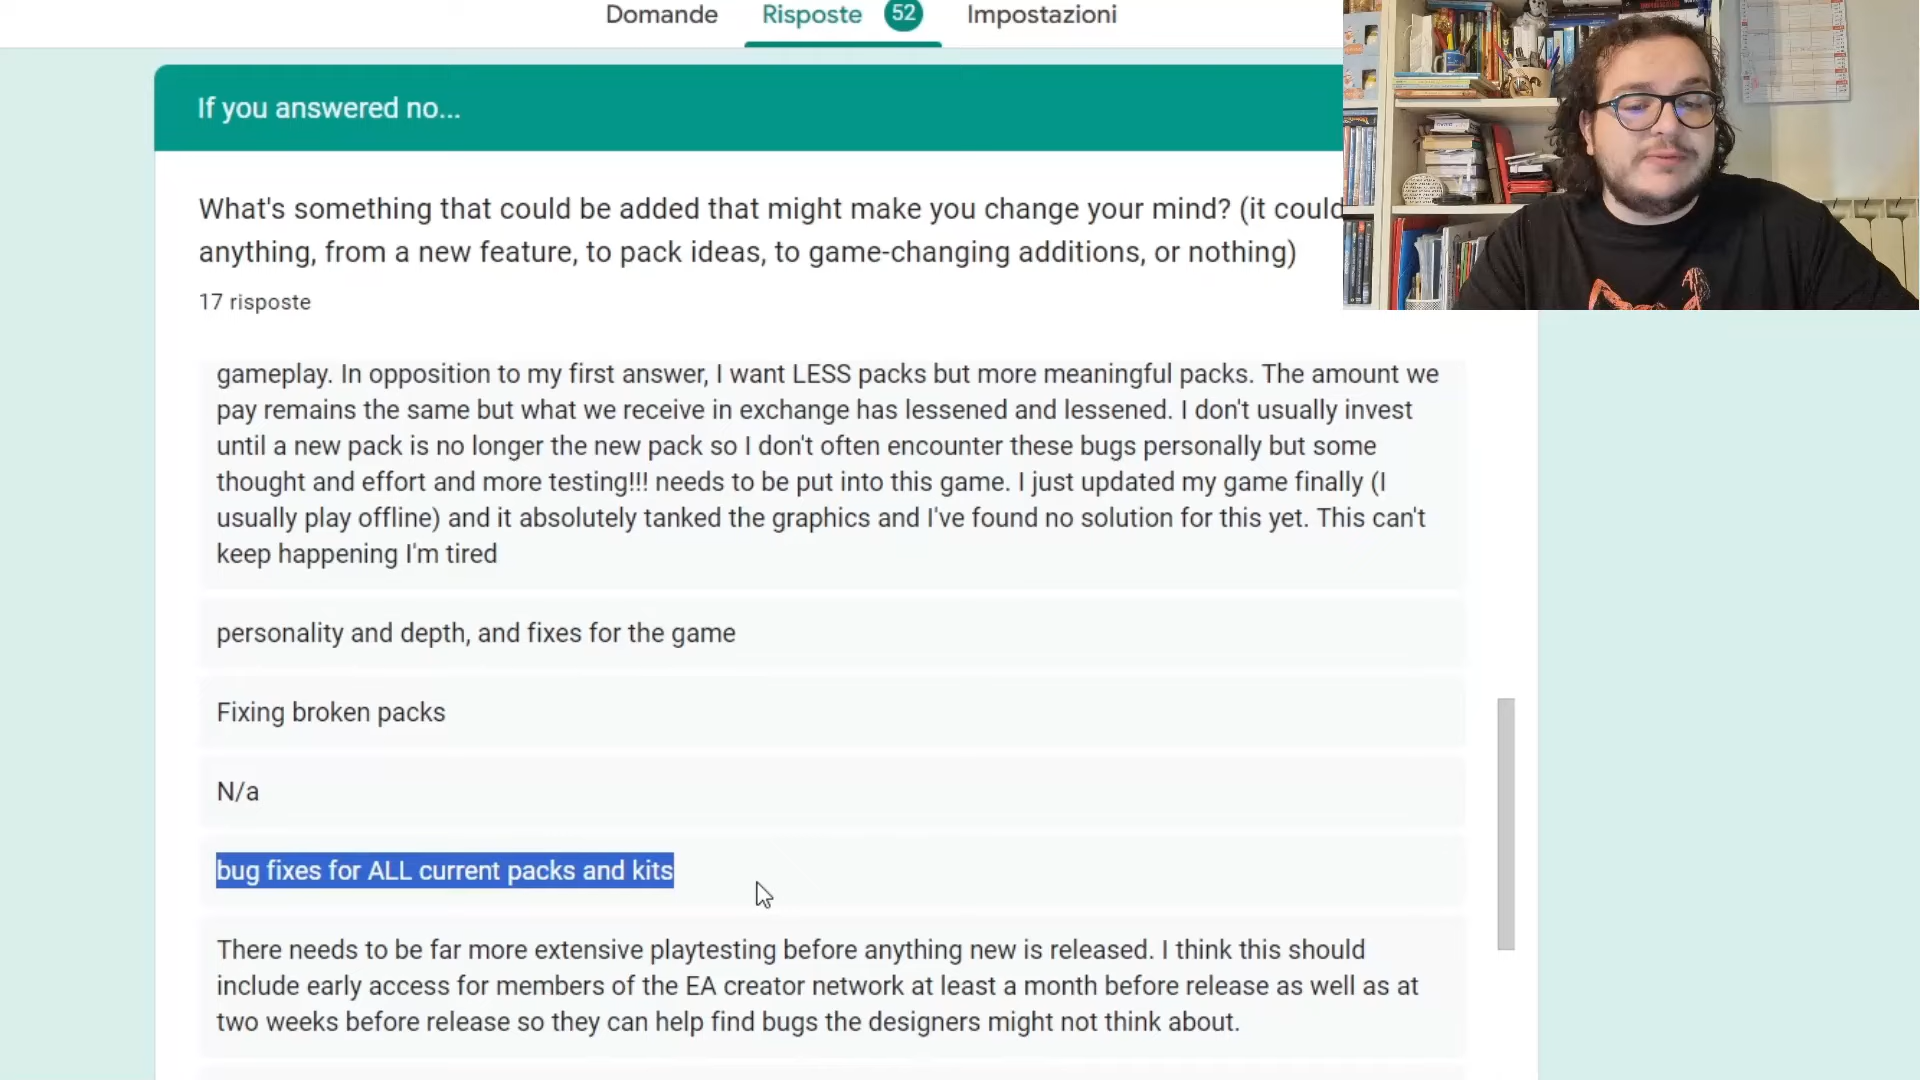 Domande Risposte 52 Impostazioni
If you answered no...
What's something that could be added that might make you change your mind? (it could
anything, from a new feature, to pack ideas, to game-changing additions, or nothing)
17 risposte
gameplay. In opposition to my first answer, I want LESS packs but more meaningful packs. The amount we
pay remains the same but what we receive in exchange has lessened and lessened. I don't usually invest
until a new pack is no longer the new pack so I don't often encounter these bugs personally but some
thought and effort and more testing!!! needs to be put into this game. I just updated my game finally (I
usually play offline) and it absolutely tanked the graphics and I've found no solution for this yet. This can't
keep happening I'm tired
personality and depth, and fixes for the game
Fixing broken packs
N/a
bug fixes for ALL current packs and kits
There needs to be far more extensive playtesting before anything new is released. I think this should
include early access for members of the EA creator network at least a month before release as well as at
two weeks before release so they can help find bugs the designers might not think about.